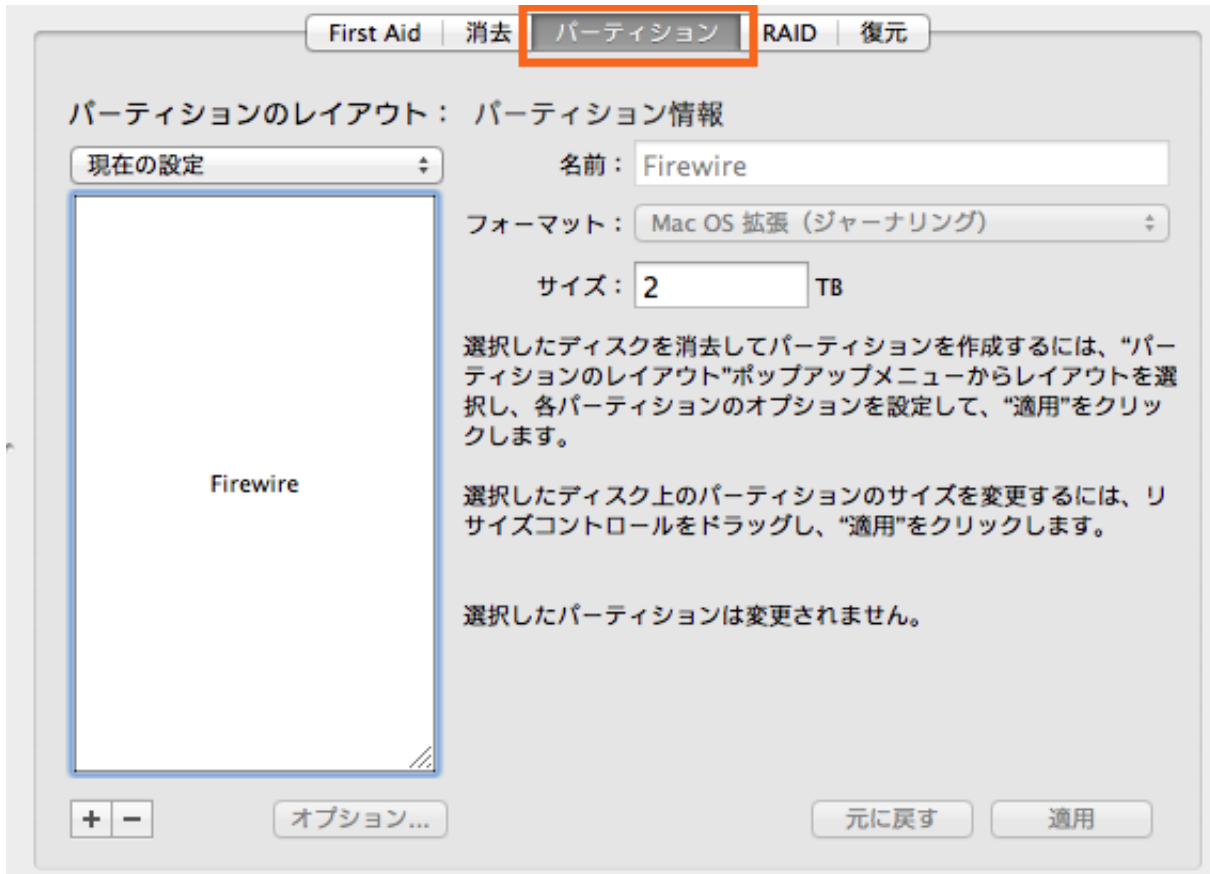 First Aid 消去 パーティション RAID 復元
パーティションのレイアウト： パーティション情報
現在の設定
名前： Firewire
フォーマット： Mac OS 拡張（ジャーナリング）
サイズ： 2 TB
選択したディスクを消去してパーティションを作成するには、“パー
ティションのレイアウト”ポップアップメニューからレイアウトを選
択し、各パーティションのオプションを設定して、“適用”をクリッ
クします。
Firewire
選択したディスク上のパーティションのサイズを変更するには、リ
サイズコントロールをドラッグし、“適用”をクリックします。
選択したパーティションは変更されません。
+ − オプション... 元に戻す 適用